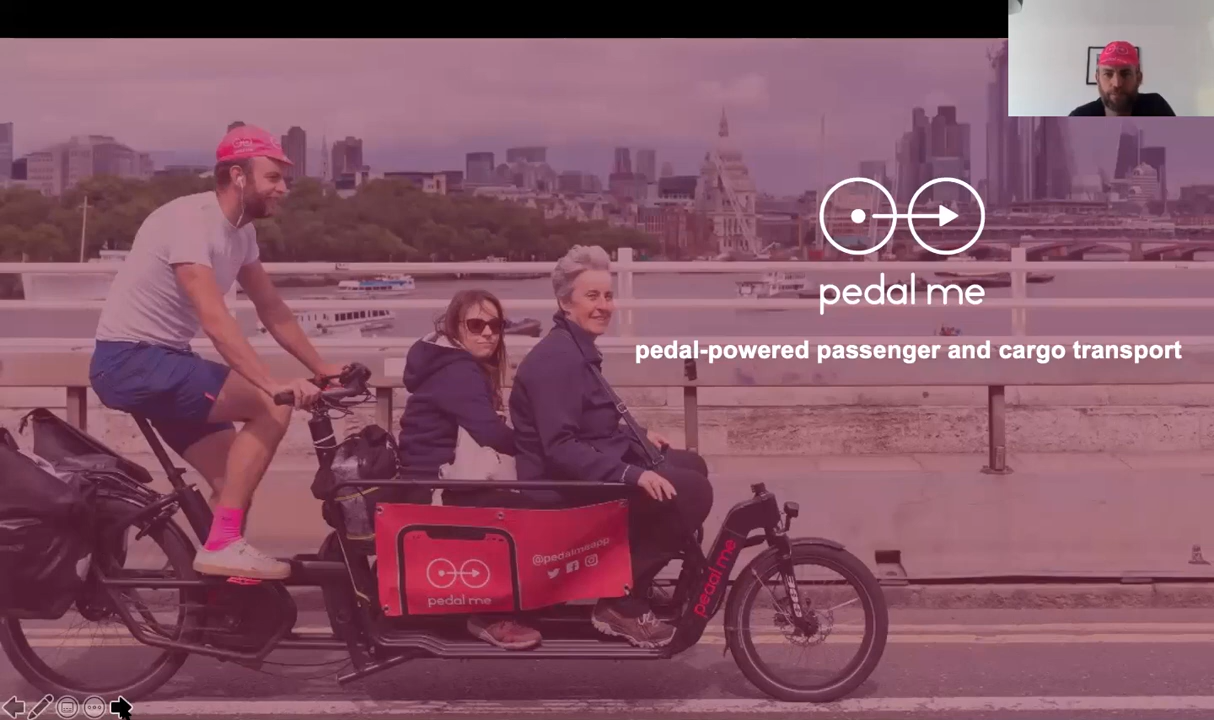 pedal me
pedal-powered passenger and cargo transport
@pedalmeapp
pedal me
pedal me